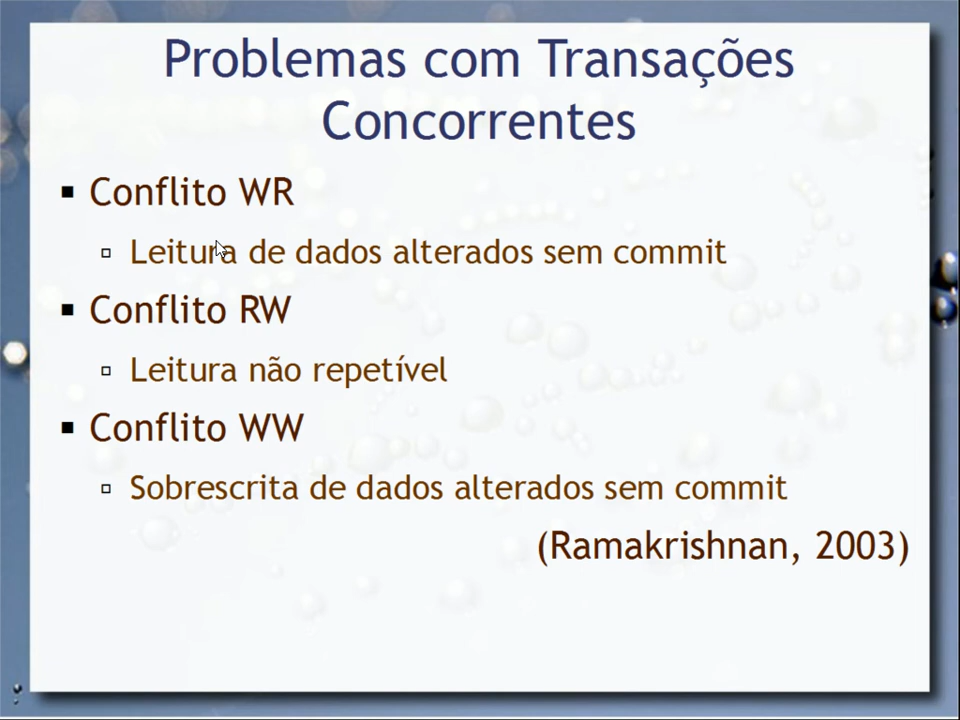 Problemas com Transações
Concorrentes
Conflito WR
Leitura de dados alterados sem commit
Conflito RW
Leitura não repetível
Conflito WW
Sobrescrita de dados alterados sem commit
(Ramakrishnan, 2003)